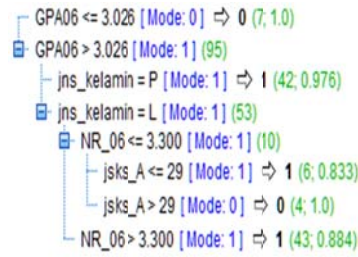 GPA06 <= 3.026 [Mode: 0] ⇨ 0 (7; 1.0)
GPA06 > 3.026 [Mode: 1] (95)
jns_kelamin = P [Mode: 1] ⇨ 1 (42; 0.976)
jns_kelamin = L [Mode: 1] (53)
NR_06 <= 3.300 [Mode: 1] (10)
jsks_A <= 29 [Mode: 1] ⇨ 1 (6; 0.833)
jsks_A > 29 [Mode: 0] ⇨ 0 (4; 1.0)
NR_06 > 3.300 [Mode: 1] ⇨ 1 (43; 0.884)